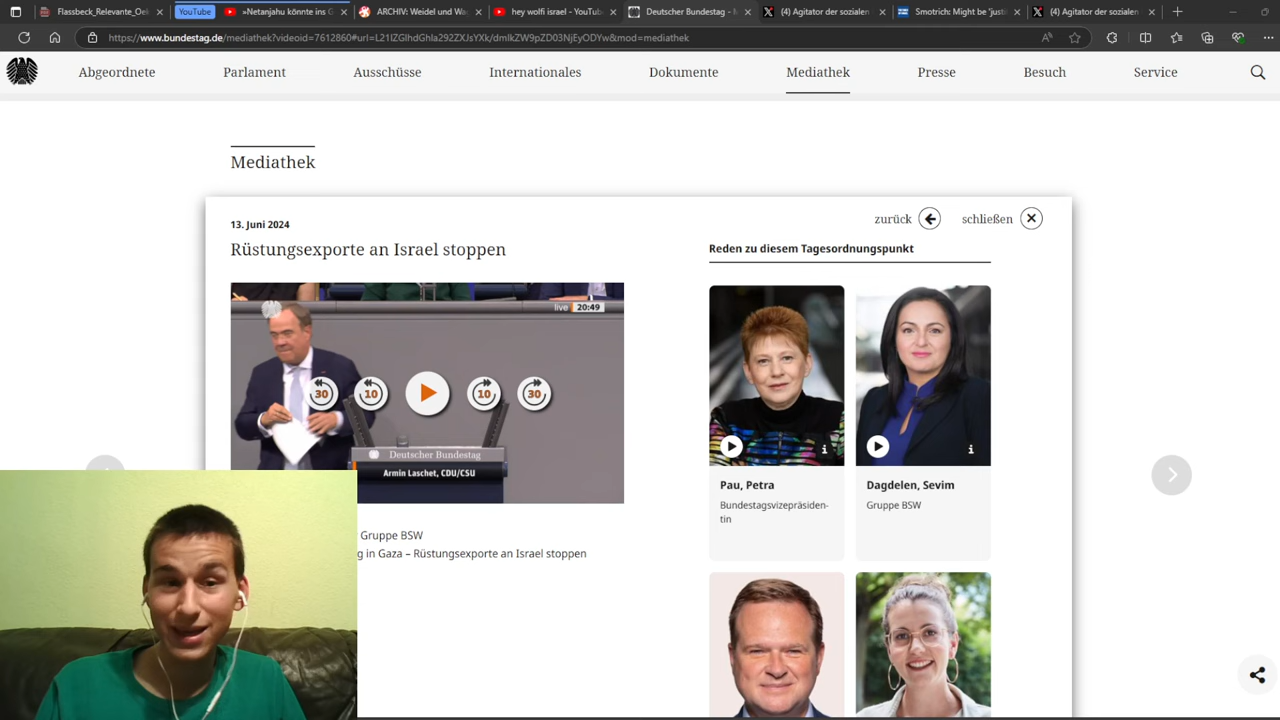 Flassbeck_Relevante_Oek
YouTube
»Netanjahu könnte ins G
ARCHIV: Weidel und Wa
hey wolfi israel - YouTub
Deutscher Bundestag - M
(4) Agitator der sozialen
Smotrich: Might be 'just
(4) Agitator der sozialen
https://www.bundestag.de/mediathek?videoid=7612860#url=
&mod=mediathek
Abgeordnete
Parlament
Ausschüsse
Internationales
Dokumente
Mediathek
Presse
Besuch
Service
Mediathek
13. Juni 2024
zurück
schließen
Rüstungsexporte an Israel stoppen
Reden zu diesem Tagesordnungspunkt
live 20:49
30
10
10
30
Deutscher Bundestag
Armin Laschet, CDU/CSU
Pau, Petra
Bundestagsvizepräsiden-
tin
Dagdelen, Sevim
Gruppe BSW
Gruppe BSW
g in Gaza – Rüstungsexporte an Israel stoppen